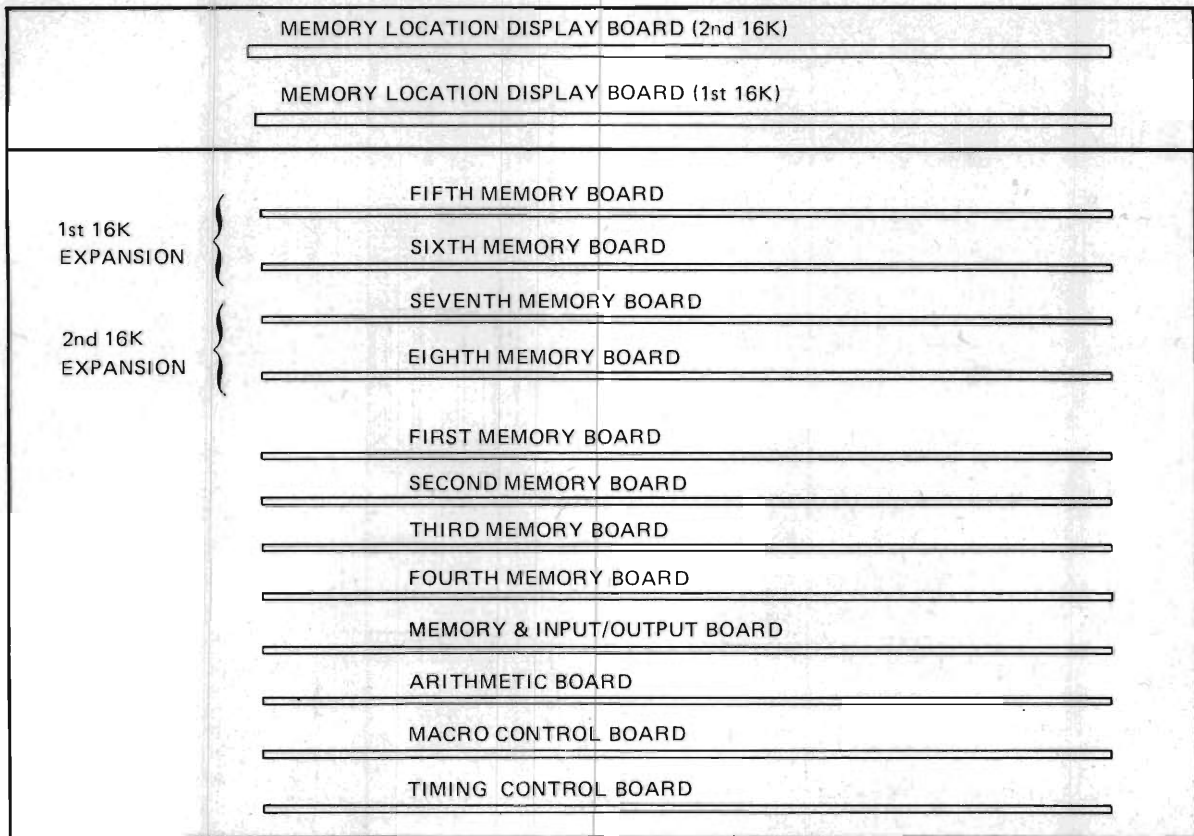 MEMORY LOCATION DISPLAY BOARD (2nd 16K)
MEMORY LOCATION DISPLAY BOARD (1st 16K)
FIFTH MEMORY BOARD
1st 16K
EXPANSION
SIXTH MEMORY BOARD
SEVENTH MEMORY BOARD
2nd 16K
EXPANSION
EIGHTH MEMORY BOARD
FIRST MEMORY BOARD
SECOND MEMORY BOARD
THIRD MEMORY BOARD
FOURTH MEMORY BOARD
MEMORY & INPUT/OUTPUT BOARD
ARITHMETIC BOARD
MACRO CONTROL BOARD
TIMING CONTROL BOARD